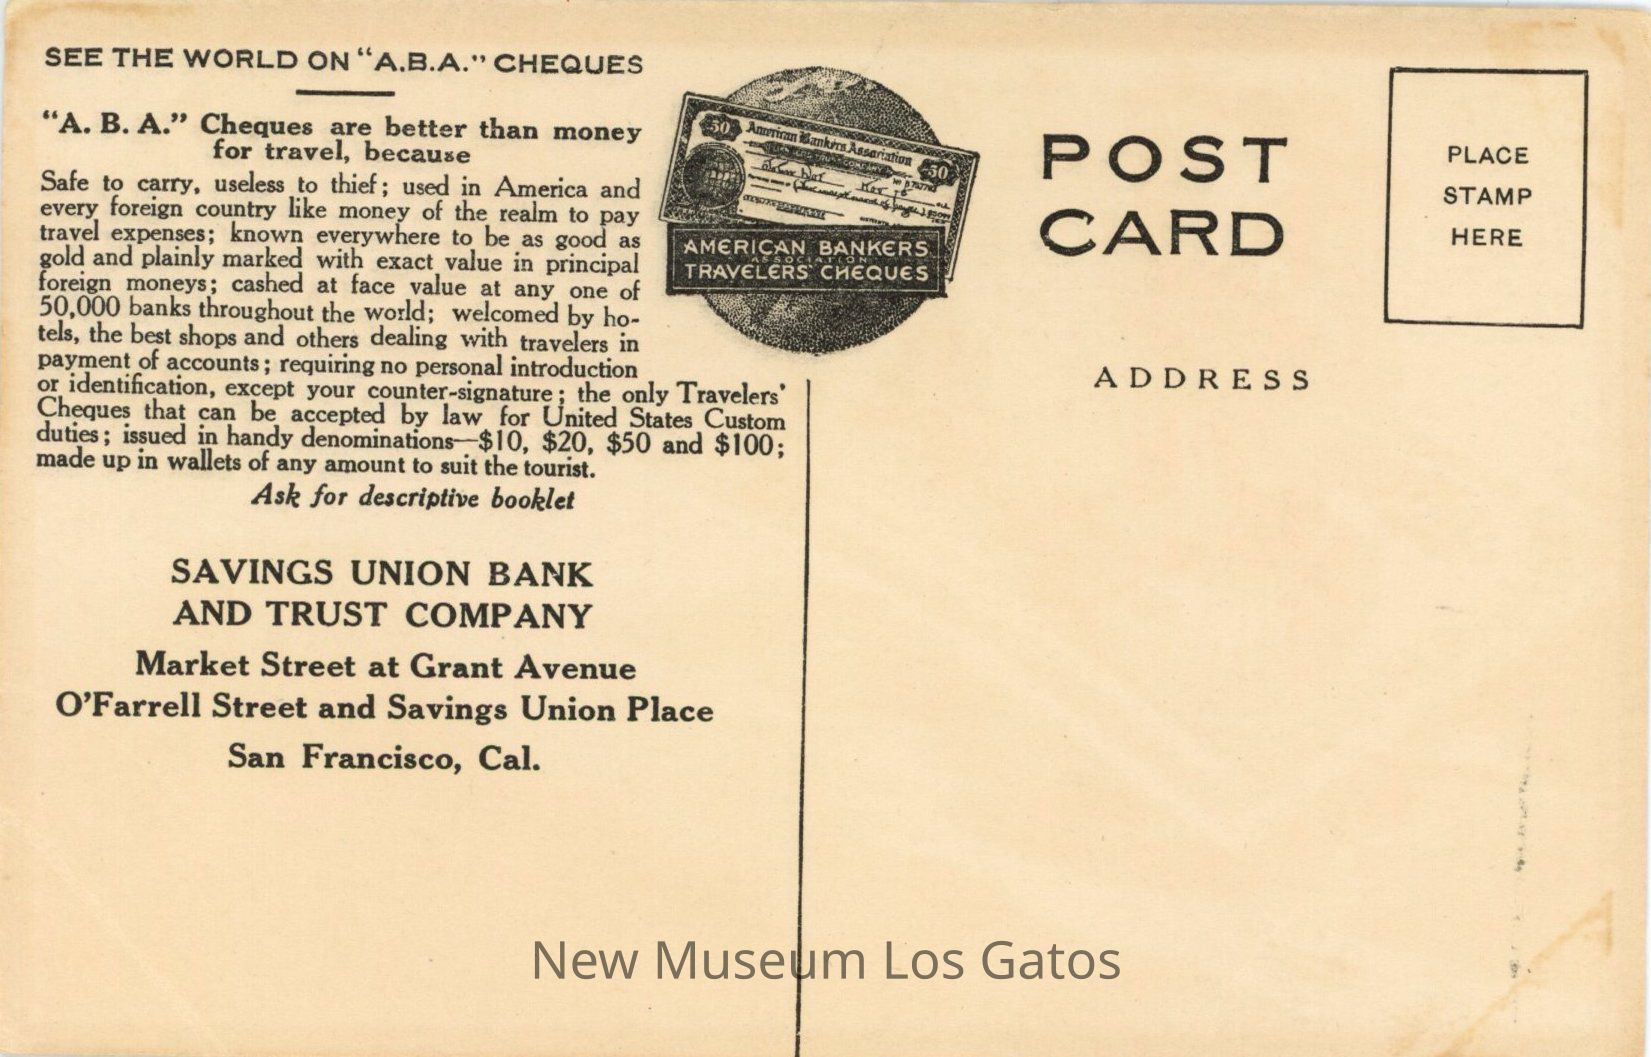 SEE THE WORLD ON "A.B.A." CHEQUES
"A. B. A." Cheques are better than money
for travel, because
Safe to carry, useless to thief; used in America and
every foreign country like money of the realm to pay
travel expenses; known everywhere to be as good as
gold and plainly marked with exact value in principal
foreign moneys; cashed at face value at any one of
50,000 banks throughout the world; welcomed by ho-
tels, the best shops and others dealing with travelers in
payment of accounts; requiring no personal introduction
or identification, except your counter-signature; the only Travelers'
Cheques that can be accepted by law for United States Custom
duties; issued in handy denominations—$10, $20, $50 and $100;
made up in wallets of any amount to suit the tourist.
Ask for descriptive booklet
SAVINGS UNION BANK
AND TRUST COMPANY
Market Street at Grant Avenue
O'Farrell Street and Savings Union Place
San Francisco, Cal.
50 American Bankers Association 50
AMERICAN BANKERS
ASSOCIATION
TRAVELERS' CHEQUES
POST
CARD
ADDRESS
PLACE
STAMP
HERE
New Museum Los Gatos